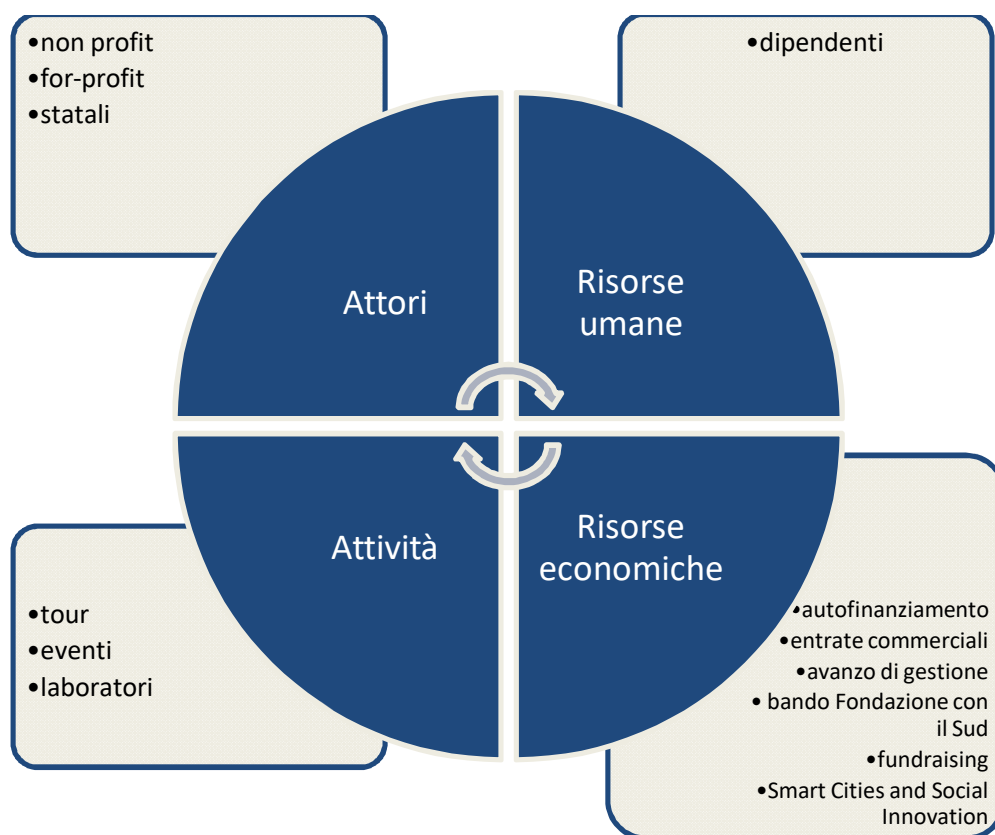 •non profit
•for-profit
•statali
•dipendenti
Attori
Risorse
umane
Attività
Risorse
economiche
•tour
•eventi
•laboratori
•autofinanziamento
•entrate commerciali
•avanzo di gestione
• bando Fondazione con
il Sud
•fundraising
•Smart Cities and Social
Innovation